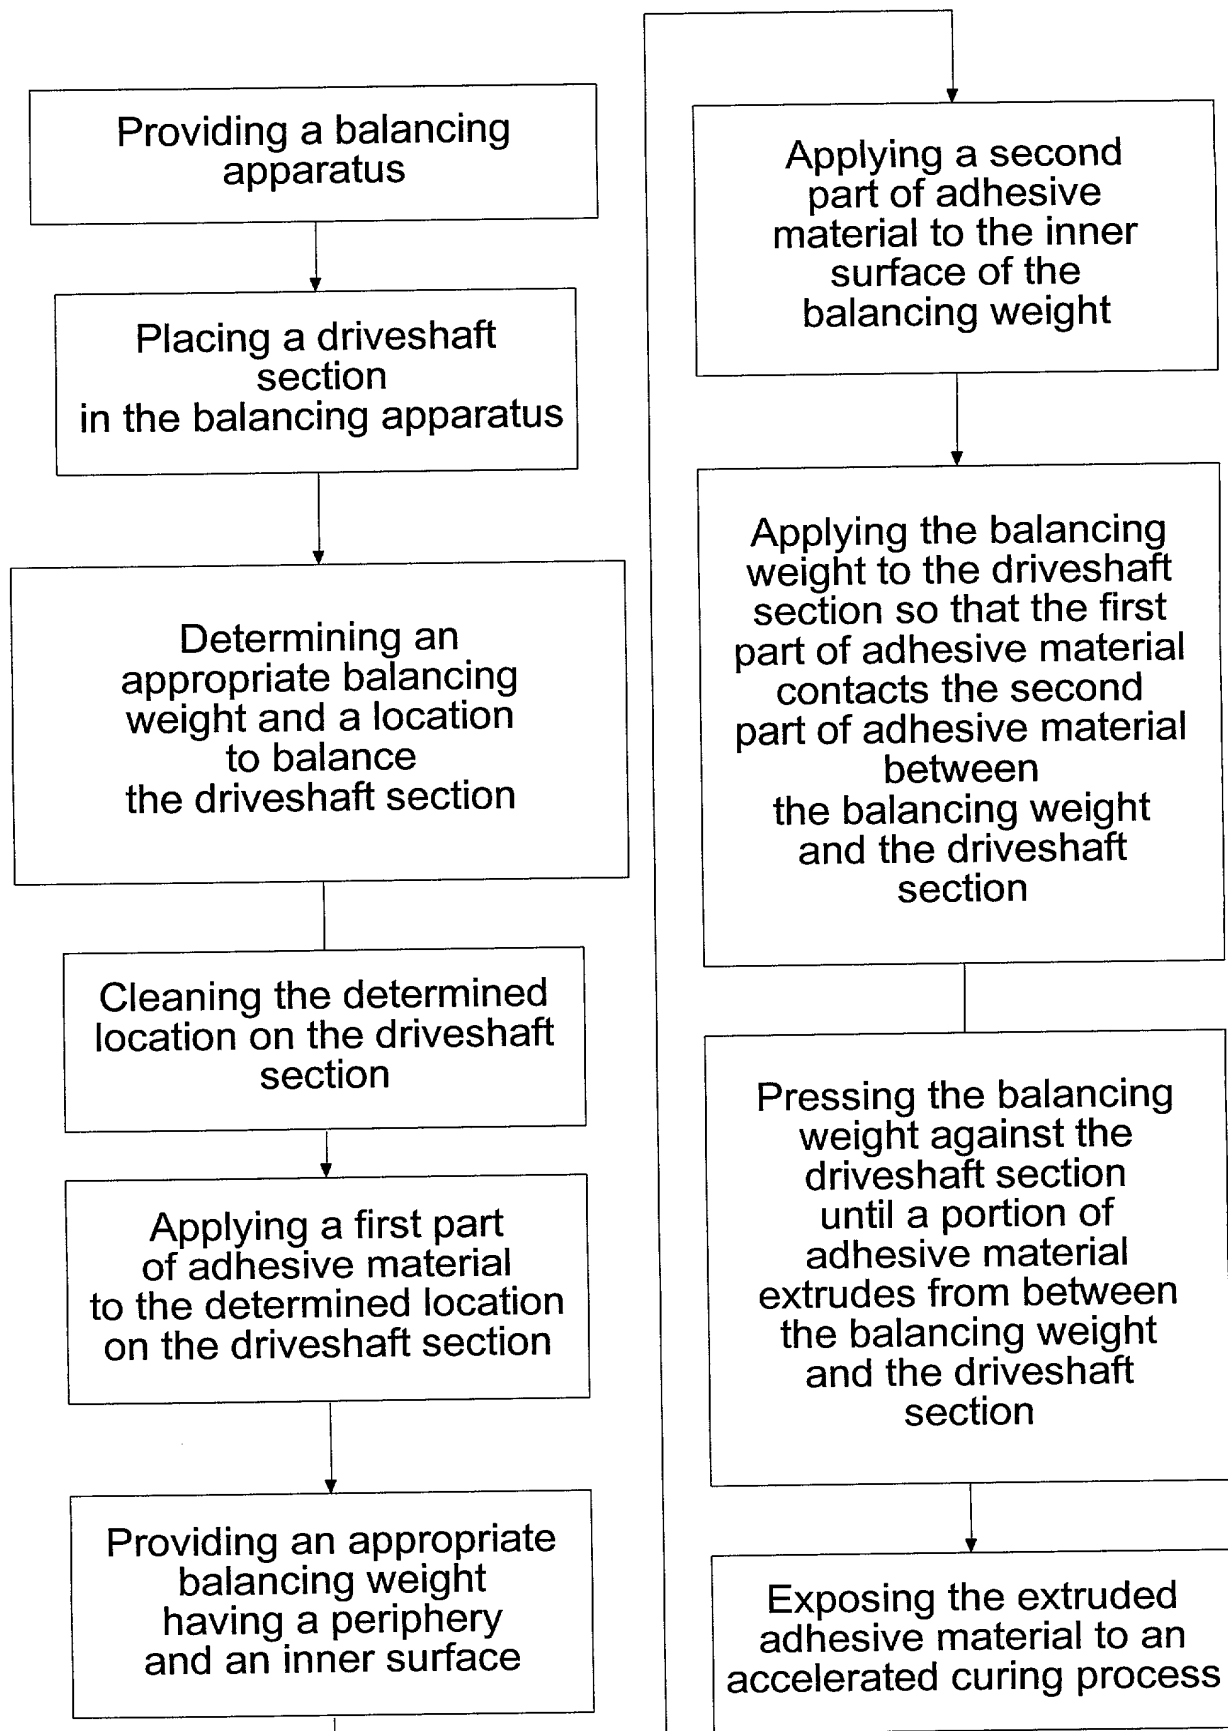 Providing a balancing
apparatus
Placing a driveshaft
section
in the balancing apparatus
Determining an
appropriate balancing
weight and a location
to balance
the driveshaft section
Cleaning the determined
location on the driveshaft
section
Applying a first part
of adhesive material
to the determined location
on the driveshaft section
Providing an appropriate
balancing weight
having a periphery
and an inner surface
Applying a second
part of adhesive
material to the inner
surface of the
balancing weight
Applying the balancing
weight to the driveshaft
section so that the first
part of adhesive material
contacts the second
part of adhesive material
between
the balancing weight
and the driveshaft
section
Pressing the balancing
weight against the
driveshaft section
until a portion of
adhesive material
extrudes from between
the balancing weight
and the driveshaft
section
Exposing the extruded
adhesive material to an
accelerated curing process